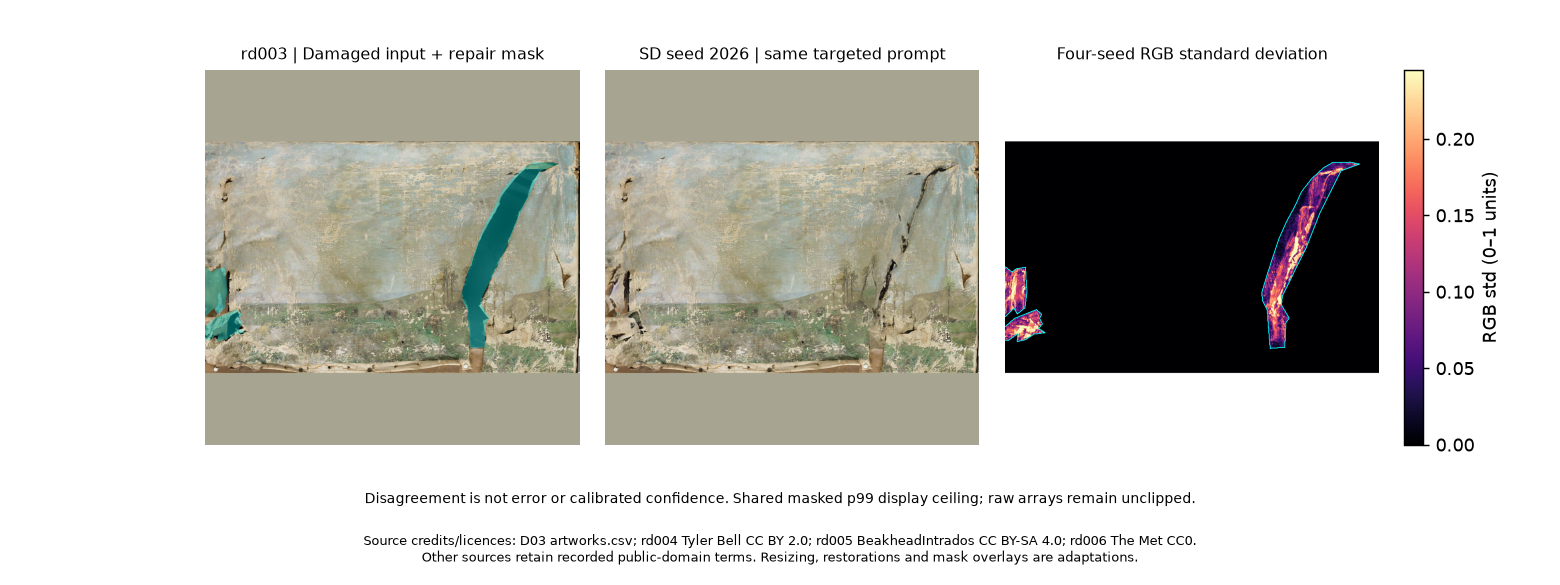 rd003 | Damaged input + repair mask
SD seed 2026 | same targeted prompt
Four-seed RGB standard deviation
0.20
0.15
0.10
0.05
0.00
RGB std (0–1 units)
Disagreement is not error or calibrated confidence. Shared masked p99 display ceiling; raw arrays remain unclipped.
Source credits/licences: D03 artworks.csv; rd004 Tyler Bell CC BY 2.0; rd005 BeakheadIntrados CC BY-SA 4.0; rd006 The Met CC0.
Other sources retain recorded public-domain terms. Resizing, restorations and mask overlays are adaptations.